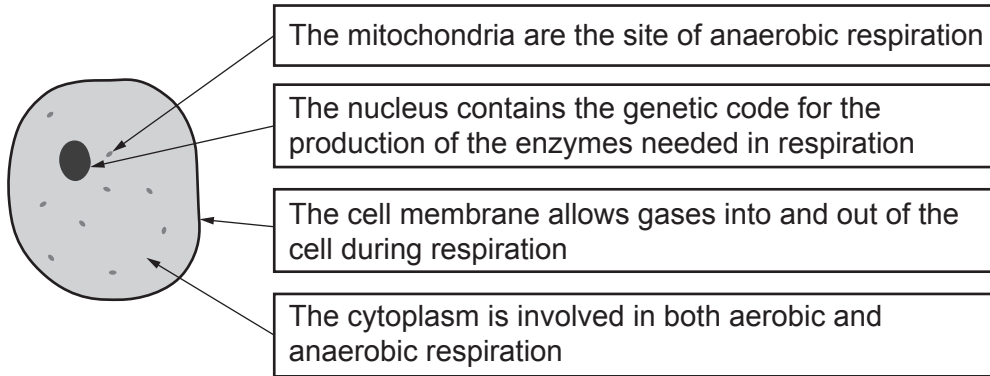 The mitochondria are the site of anaerobic respiration
The nucleus contains the genetic code for the
production of the enzymes needed in respiration
The cell membrane allows gases into and out of the
cell during respiration
The cytoplasm is involved in both aerobic and
anaerobic respiration